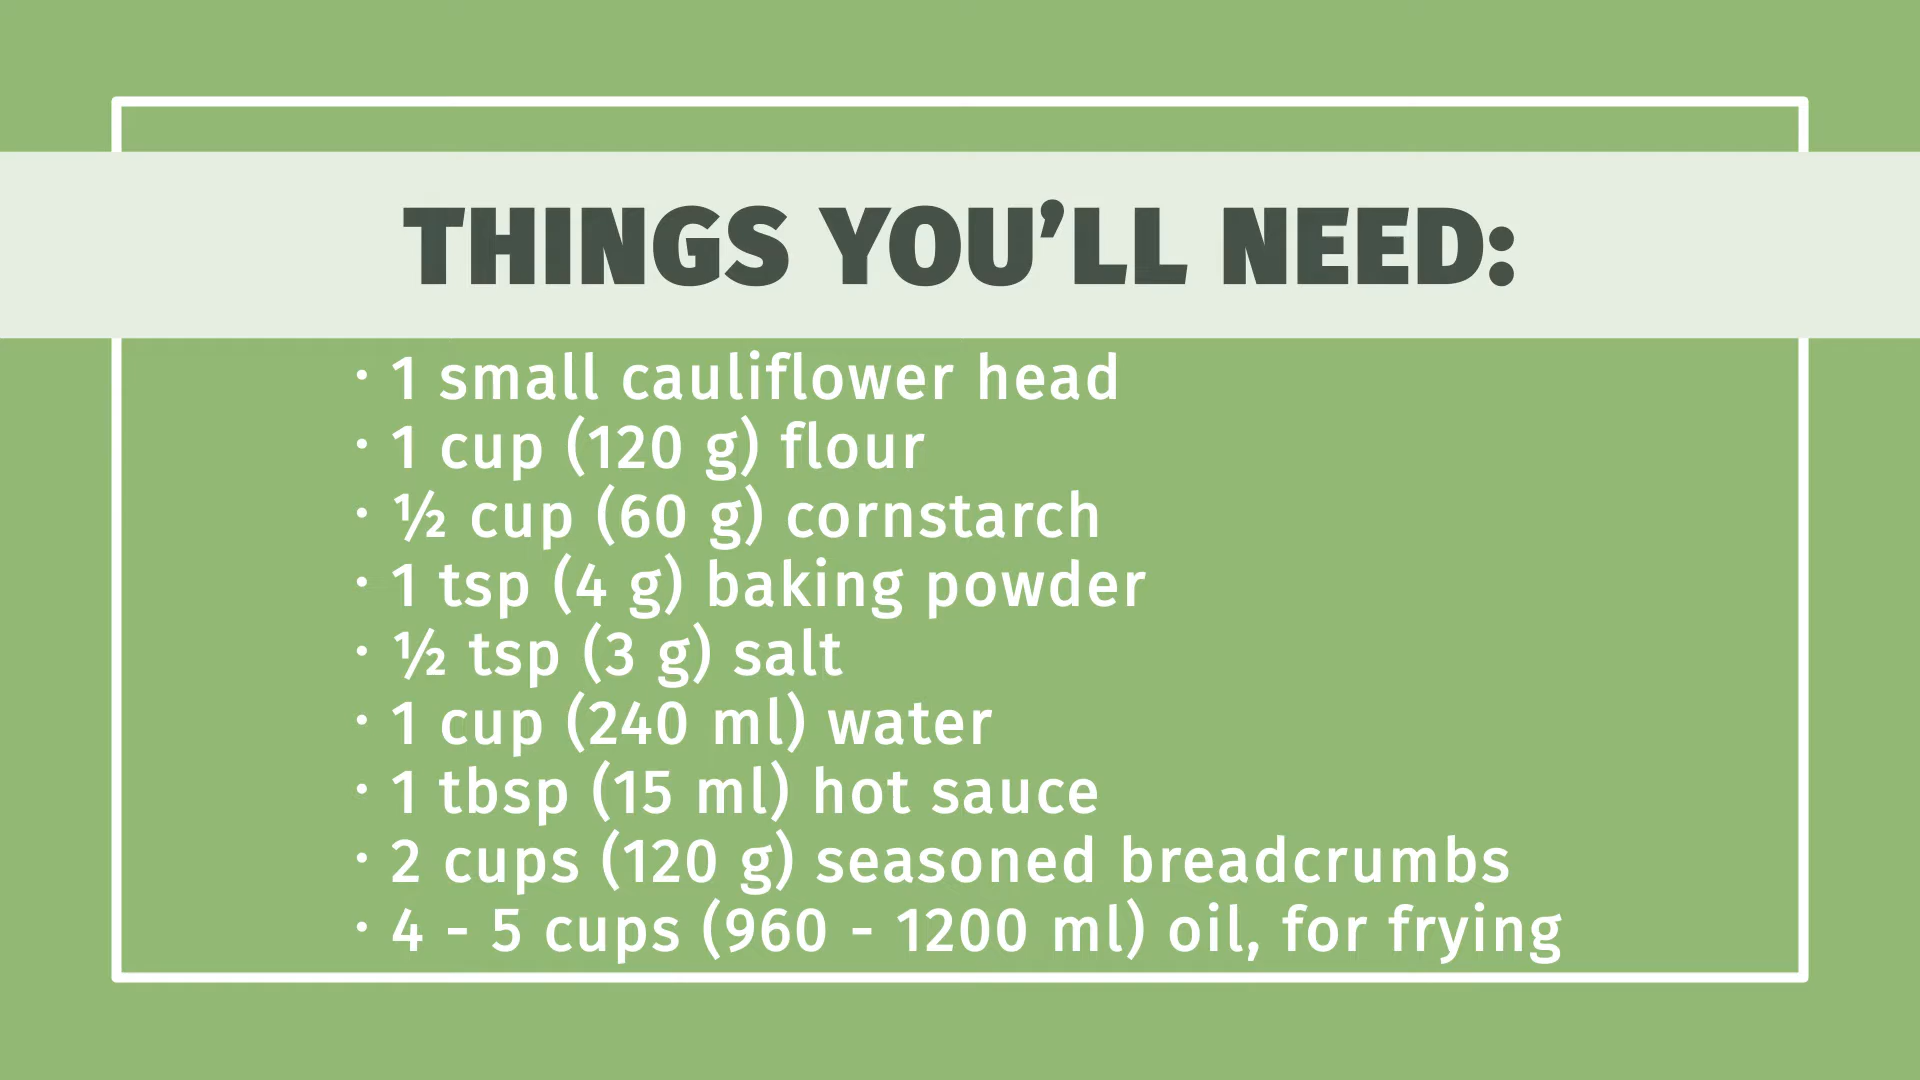 THINGS YOU’LL NEED:
· 1 small cauliflower head
· 1 cup (120 g) flour
· ½ cup (60 g) cornstarch
· 1 tsp (4 g) baking powder
· ½ tsp (3 g) salt
· 1 cup (240 ml) water
· 1 tbsp (15 ml) hot sauce
· 2 cups (120 g) seasoned breadcrumbs
· 4 - 5 cups (960 - 1200 ml) oil, for frying